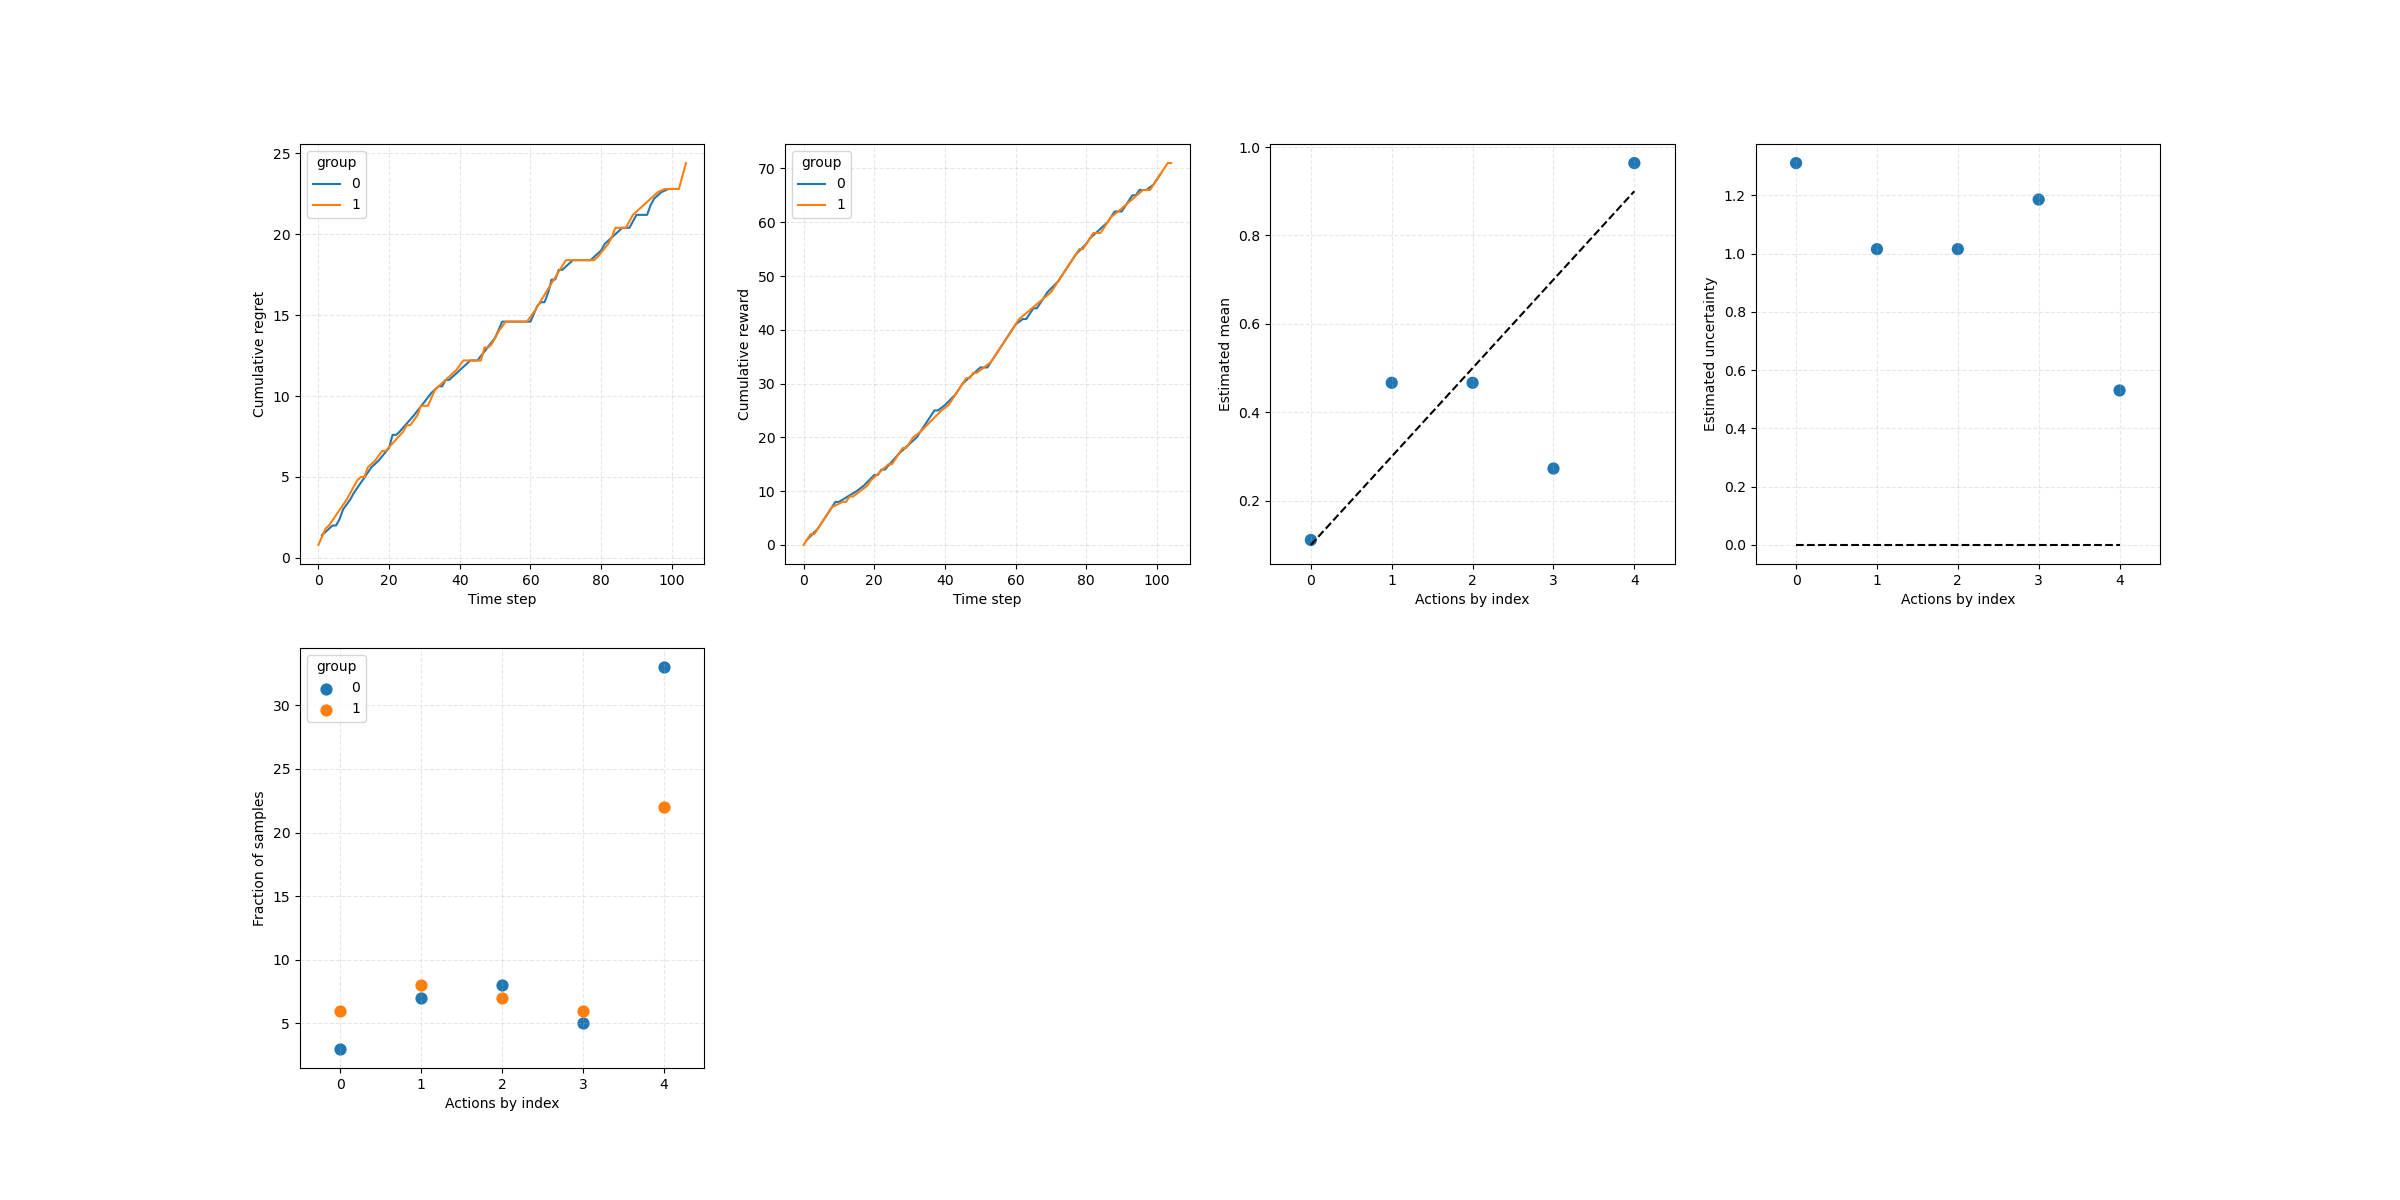 group
0
1
25
20
15
10
5
0
Cumulative regret
0 20 40 60 80 100
Time step
group
0
1
70
60
50
40
30
20
10
0
Cumulative reward
0 20 40 60 80 100
Time step
1.0
0.8
0.6
0.4
0.2
Estimated mean
0 1 2 3 4
Actions by index
1.2
1.0
0.8
0.6
0.4
0.2
0.0
Estimated uncertainty
0 1 2 3 4
Actions by index
group
0
1
30
25
20
15
10
5
Fraction of samples
0 1 2 3 4
Actions by index